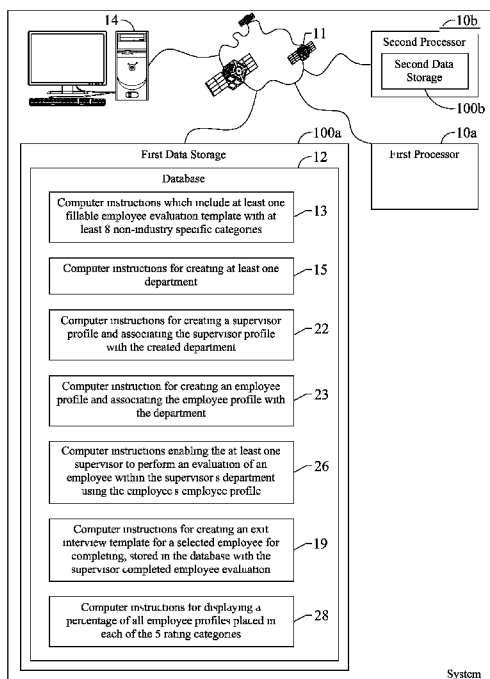 14
11
10b
Second Processor
Second Data
Storage
100b
10a
First Processor
100a
First Data Storage
12
Database
Computer instructions which include at least one
fillable employee evaluation template with at
least 8 non-industry specific categories
13
Computer instructions for creating at least one
department
15
Computer instructions for creating a supervisor
profile and associating the supervisor profile
with the created department
22
Computer instruction for creating an employee
profile and associating the employee profile with
the department
23
Computer instructions enabling the at least one
supervisor to perform an evaluation of an
employee within the supervisor s department
using the employee s employee profile
26
Computer instructions for creating an exit
interview template for a selected employee for
completing, stored in the database with the
supervisor completed employee evaluation
19
Computer instructions for displaying a
percentage of all employee profiles placed in
each of the 5 rating categories
28
System